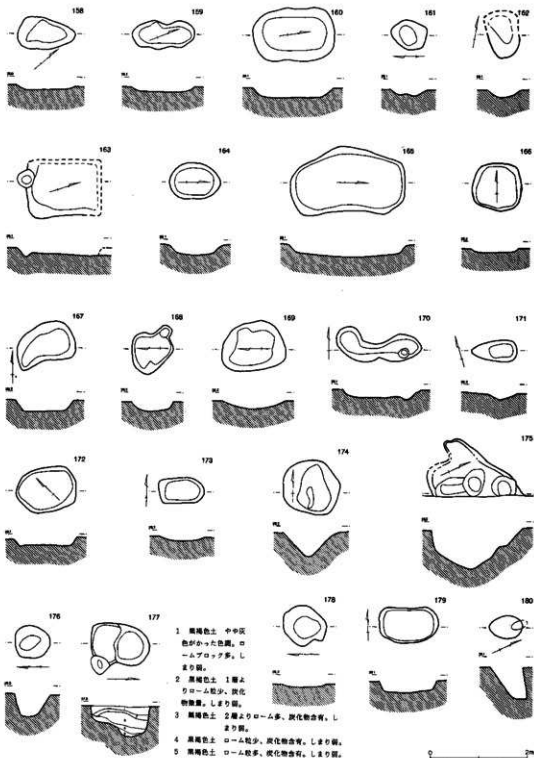 158 159 160 161 162
163 164 165 166
167 168 169 170 171
172 173 174 175
176 177 178 179 180
1 黒褐色土 やや灰
色がかった色調。ロ
ームブロック多。し
まり弱。
2 黒褐色土 1層よ
りローム粒少、炭化
物微量。しまり弱。
3 黒褐色土 2層よりローム多、炭化物含有。し
まり弱。
4 黒褐色土 ローム粒少、炭化物含有。しまり弱。
5 黒褐色土 ローム粒多、炭化物含有。しまり弱。
0 2m